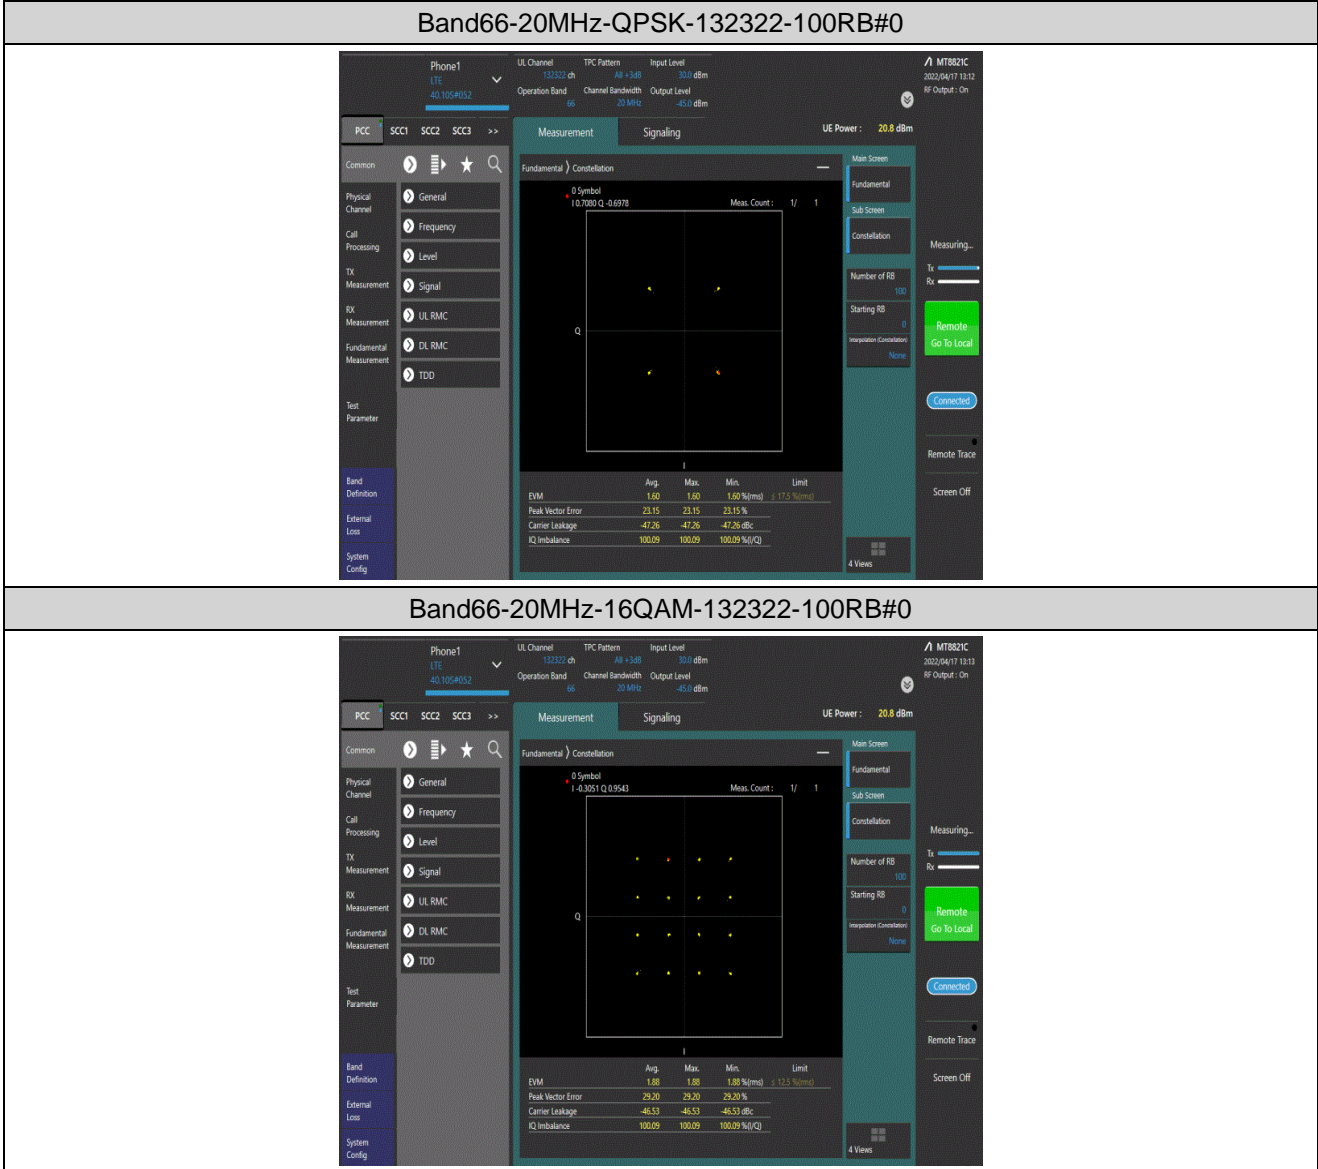 Band66-20MHz-QPSK-132322-100RB#0
Phone1
LTE
40.105#052
UL Channel TPC Pattern Input Level
132322 ch All +3dB 30.0 dBm
Operation Band Channel Bandwidth Output Level
66 20 MHz -45.0 dBm
MT8821C
2022/04/17 13:12
RF Output : On
PCC SCC1 SCC2 SCC3 >>
Measurement Signaling
UE Power : 20.8 dBm
Common
Physical
Channel
Call
Processing
TX
Measurement
RX
Measurement
Fundamental
Measurement
Test
Parameter
Band
Definition
External
Loss
System
Config
General
Frequency
Level
Signal
UL RMC
DL RMC
TDD
Fundamental Constellation
0 Symbol
I 0.7080 Q -0.6978 Meas. Count : 1/ 1
Q
I
Avg. Max. Min. Limit
EVM 1.60 1.60 1.60 %(rms) ≤ 17.5 %(rms)
Peak Vector Error 23.15 23.15 23.15 %
Carrier Leakage -47.26 -47.26 -47.26 dBc
IQ Imbalance 100.09 100.09 100.09 %(I/Q)
Main Screen
Fundamental
Sub Screen
Constellation
Number of RB
100
Starting RB
0
Interpolation (Constellation)
None
4 Views
Measuring...
Tx
Rx
Remote
Go To Local
Connected
Remote Trace
Screen Off
Band66-20MHz-16QAM-132322-100RB#0
Phone1
LTE
40.105#052
UL Channel TPC Pattern Input Level
132322 ch All +3dB 30.0 dBm
Operation Band Channel Bandwidth Output Level
66 20 MHz -45.0 dBm
MT8821C
2022/04/17 13:13
RF Output : On
PCC SCC1 SCC2 SCC3 >>
Measurement Signaling
UE Power : 20.8 dBm
Common
Physical
Channel
Call
Processing
TX
Measurement
RX
Measurement
Fundamental
Measurement
Test
Parameter
Band
Definition
External
Loss
System
Config
General
Frequency
Level
Signal
UL RMC
DL RMC
TDD
Fundamental Constellation
0 Symbol
I -0.3051 Q 0.9543 Meas. Count : 1/ 1
Q
I
Avg. Max. Min. Limit
EVM 1.88 1.88 1.88 %(rms) ≤ 12.5 %(rms)
Peak Vector Error 29.20 29.20 29.20 %
Carrier Leakage -46.53 -46.53 -46.53 dBc
IQ Imbalance 100.09 100.09 100.09 %(I/Q)
Main Screen
Fundamental
Sub Screen
Constellation
Number of RB
100
Starting RB
0
Interpolation (Constellation)
None
4 Views
Measuring...
Tx
Rx
Remote
Go To Local
Connected
Remote Trace
Screen Off